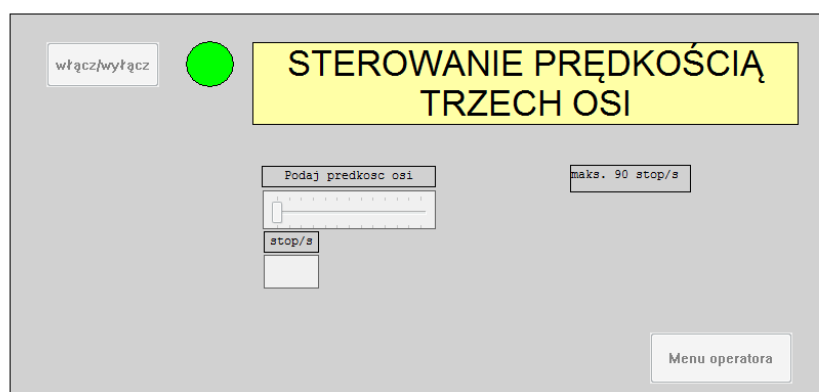 włącz/wyłącz
STEROWANIE PRĘDKOŚCIĄ
TRZECH OSI
Podaj predkosc osi
maks. 90 stop/s
stop/s
Menu operatora